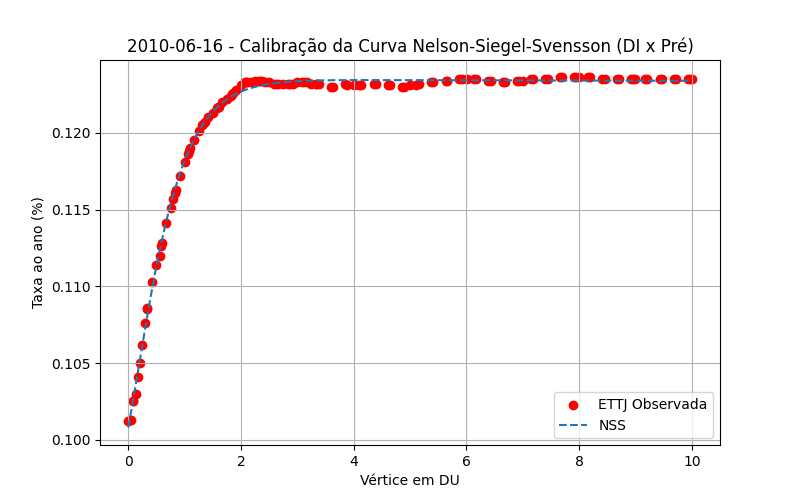 2010-06-16 - Calibração da Curva Nelson-Siegel-Svensson (DI x Pré)
Taxa ao ano (%)
0.120
0.115
0.110
0.105
0.100
0
2
4
6
8
10
Vértice em DU
ETTJ Observada
NSS